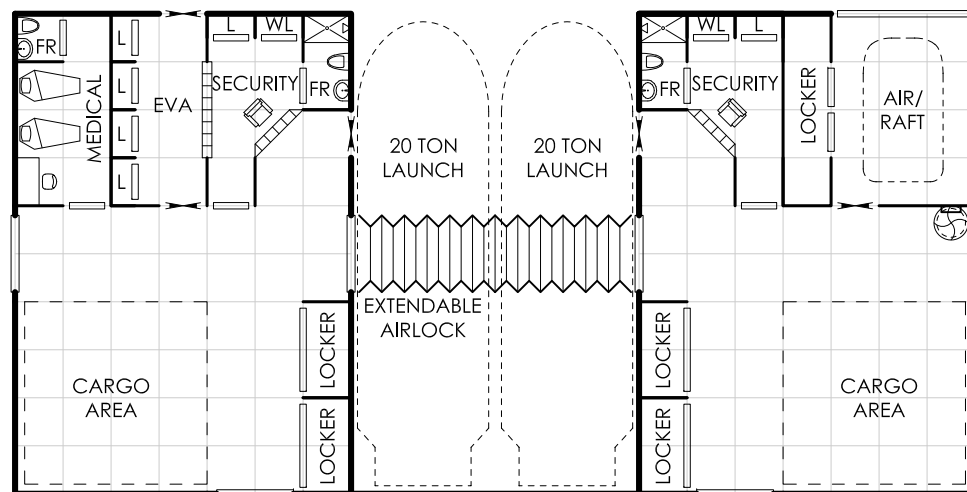 L
WL
WL
L
FR
L
SECURITY
FR
FR
SECURITY
MEDICAL
L
EVA
LOCKER
AIR/
RAFT
L
20 TON
LAUNCH
20 TON
LAUNCH
L
EXTENDABLE
AIRLOCK
LOCKER
LOCKER
CARGO
AREA
CARGO
AREA
LOCKER
LOCKER